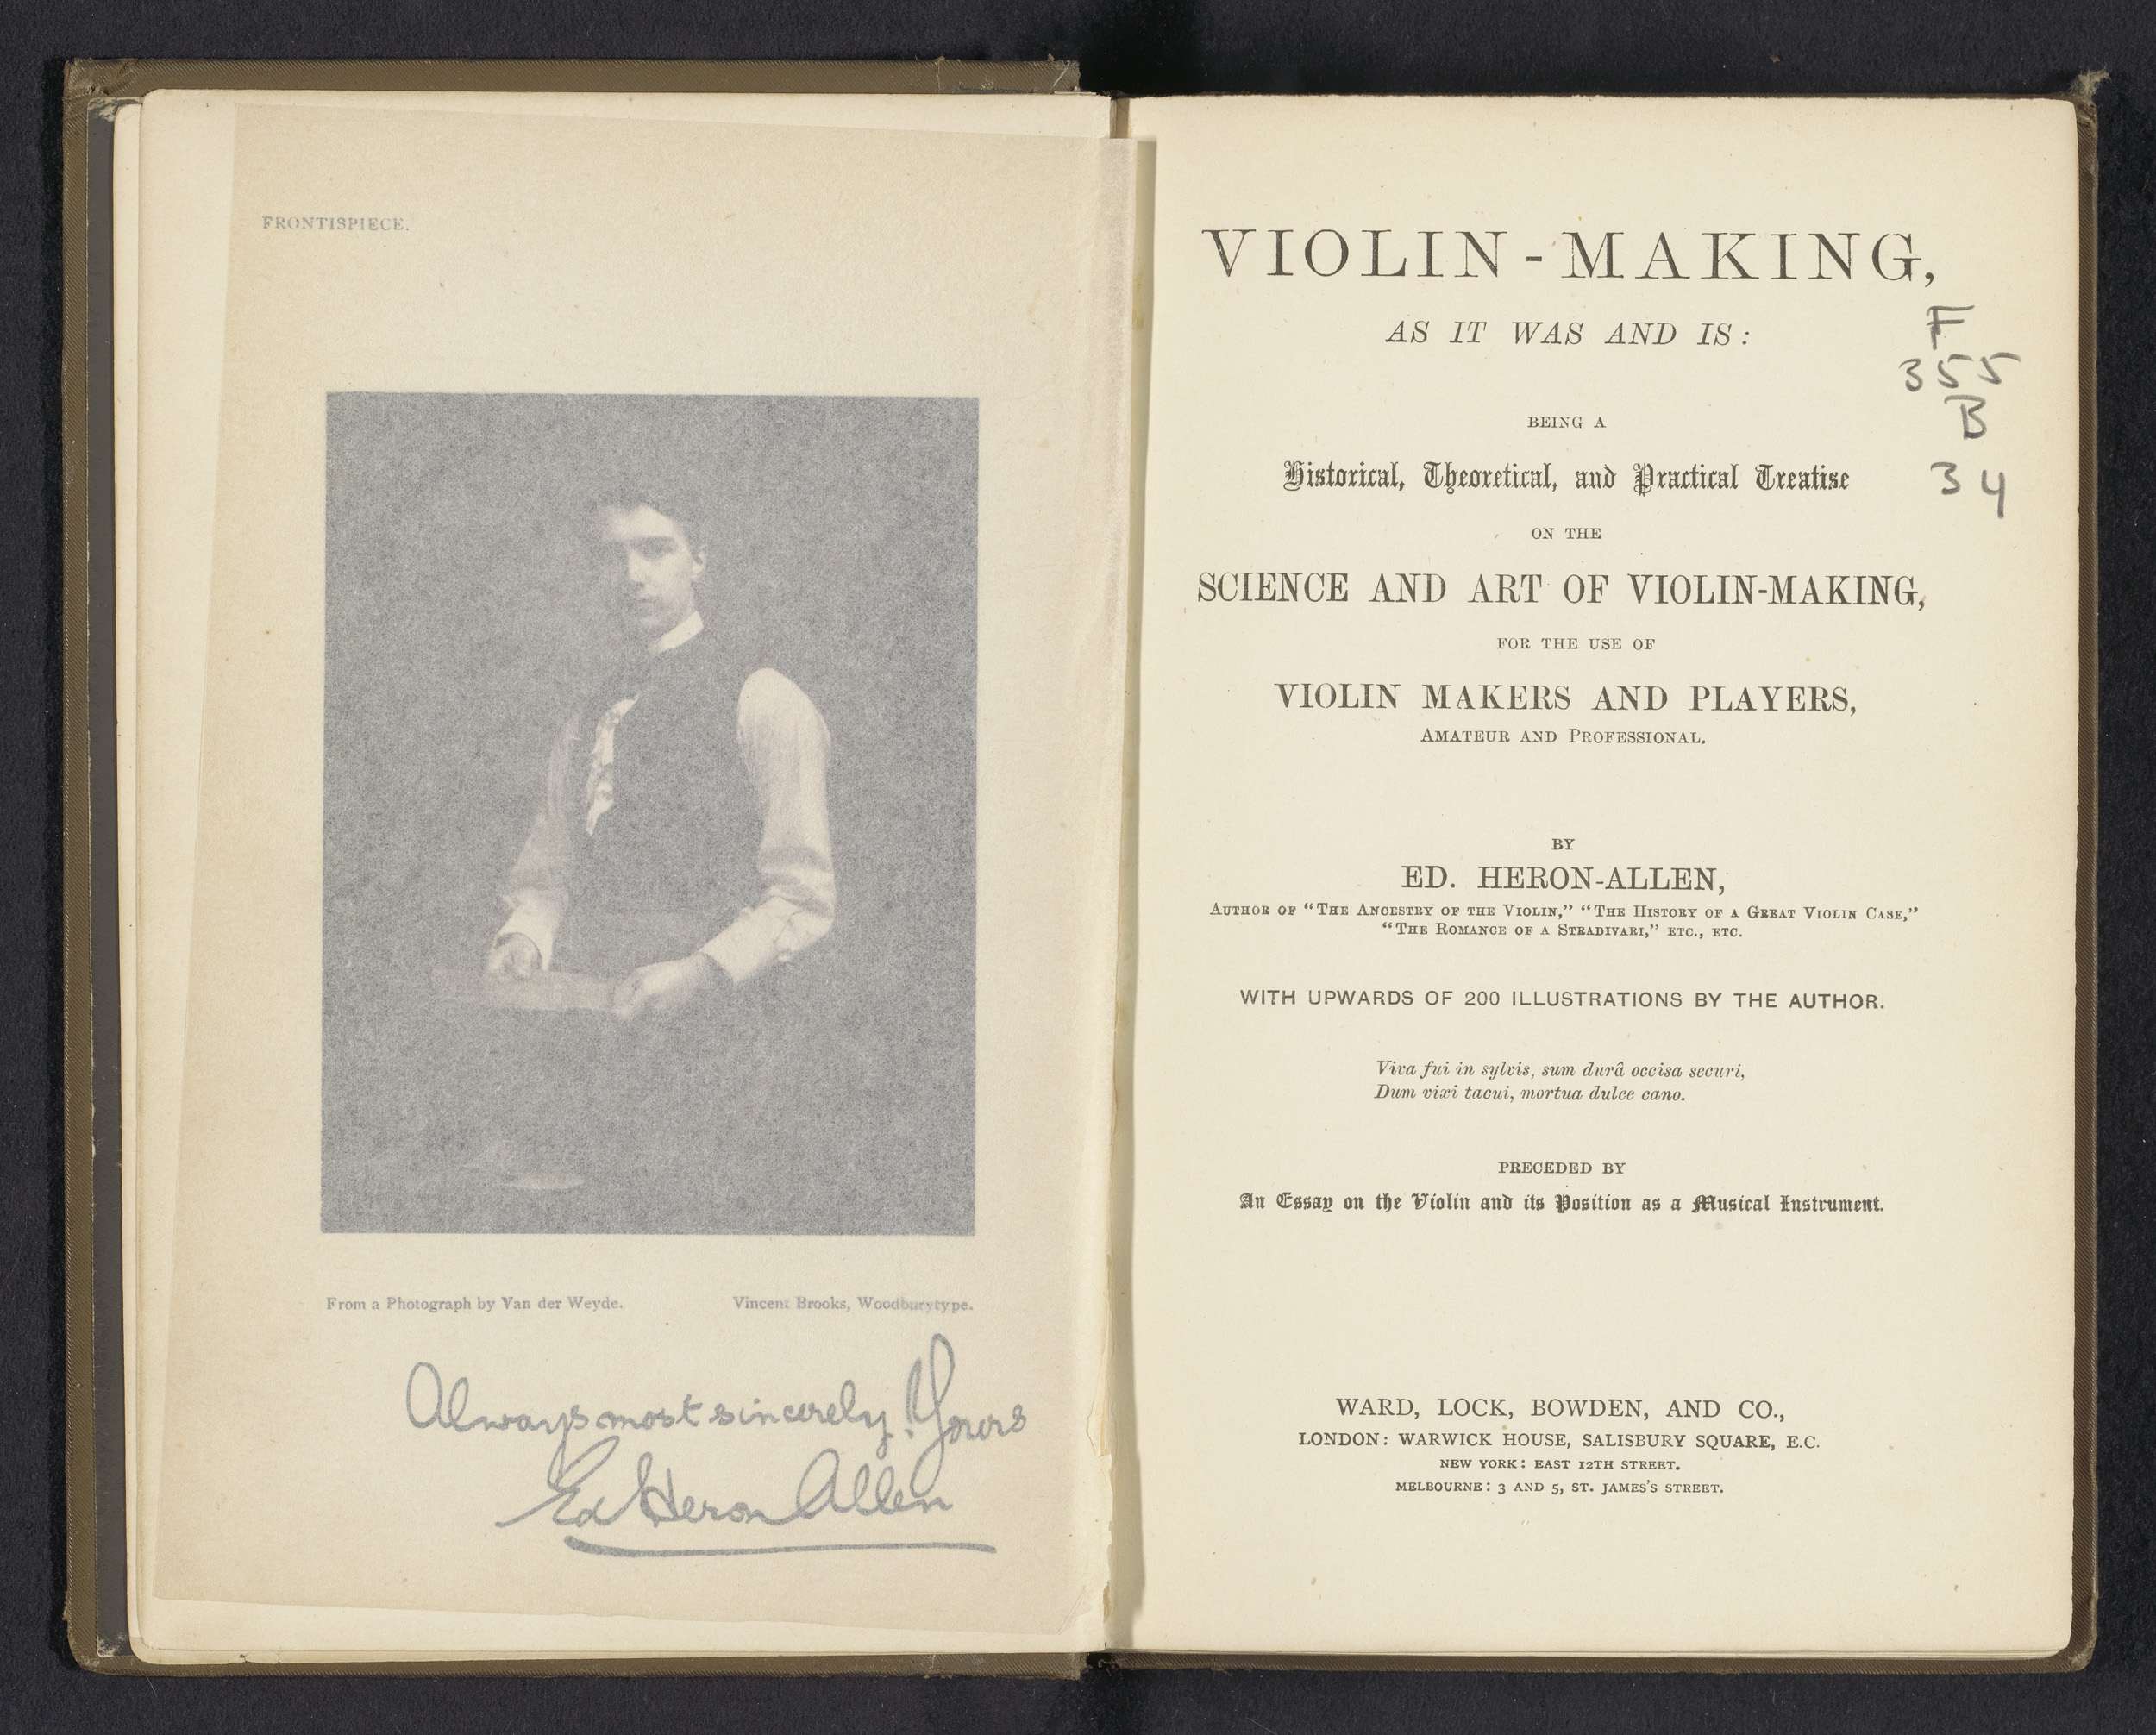 FRONTISPIECE.
From a Photograph by Van der Weyde.
Vincent Brooks, Woodburytype.
Always most sincerely Yours
Ed Heron Allen
VIOLIN-MAKING,
AS IT WAS AND IS:
BEING A
Historical, Theoretical, and Practical Treatise
ON THE
SCIENCE AND ART OF VIOLIN-MAKING,
FOR THE USE OF
VIOLIN MAKERS AND PLAYERS,
AMATEUR AND PROFESSIONAL.
BY
ED. HERON-ALLEN,
AUTHOR OF “THE ANCESTRY OF THE VIOLIN,” “THE HISTORY OF A GREAT VIOLIN CASE,”
“THE ROMANCE OF A STRADIVARI,” ETC., ETC.
WITH UPWARDS OF 200 ILLUSTRATIONS BY THE AUTHOR.
Viva fui in sylvis, sum durâ occisa securi,
Dum vixi tacui, mortua dulce cano.
PRECEDED BY
An Essay on the Violin and its Position as a Musical Instrument.
WARD, LOCK, BOWDEN, AND CO.,
LONDON: WARWICK HOUSE, SALISBURY SQUARE, E.C.
NEW YORK: EAST 12TH STREET.
MELBOURNE: 3 AND 5, ST. JAMES'S STREET.
F
355
B
34